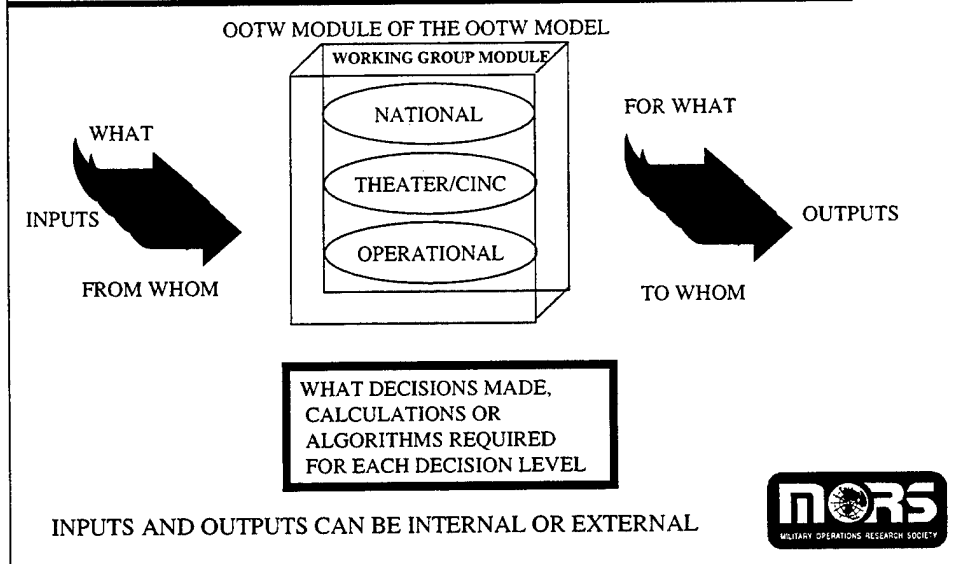 OOTW MODULE OF THE OOTW MODEL
WORKING GROUP MODULE
NATIONAL
THEATER/CINC
OPERATIONAL
WHAT
INPUTS
FROM WHOM
FOR WHAT
OUTPUTS
TO WHOM
WHAT DECISIONS MADE,
CALCULATIONS OR
ALGORITHMS REQUIRED
FOR EACH DECISION LEVEL
INPUTS AND OUTPUTS CAN BE INTERNAL OR EXTERNAL
MORS
MILITARY OPERATIONS RESEARCH SOCIETY